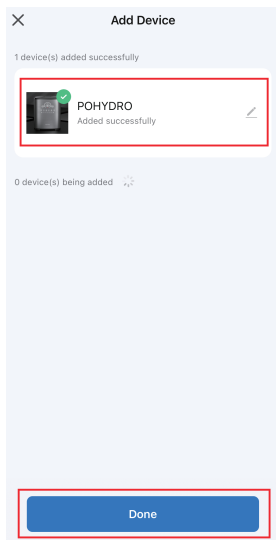 Add Device
1 device(s) added successfully
POHYDRO
Added successfully
0 device(s) being added
Done